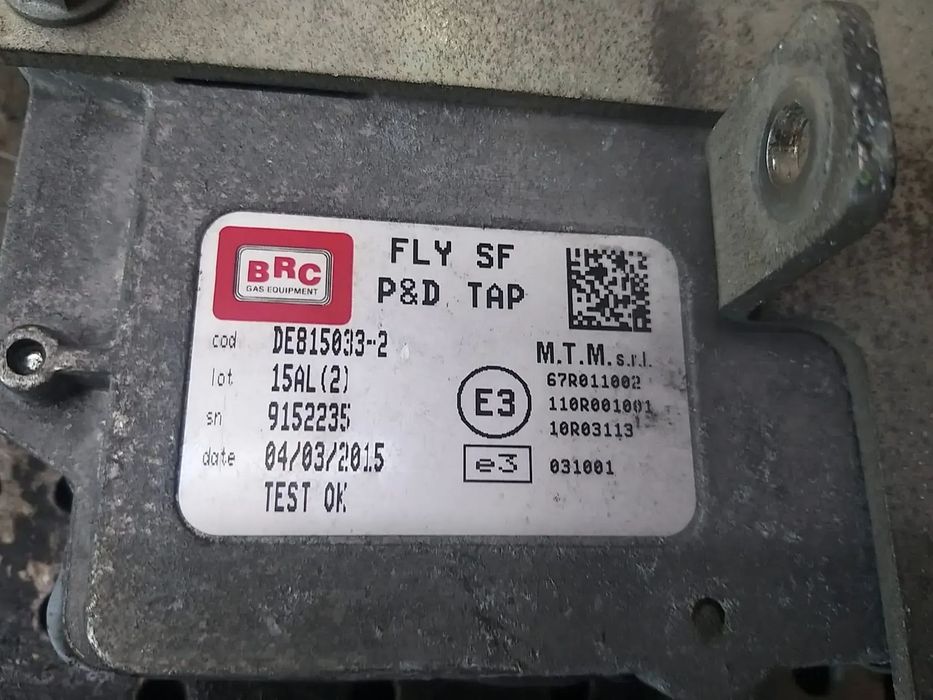 BRC
GAS EQUIPMENT
FLY SF
P&D TAP
cod DE815033-2
lot 15AL(2)
sn 9152235
date 04/03/2015
TEST OK
M.T.M. s.r.l.
E3
67R011002
110R001001
10R03113
e3 031001